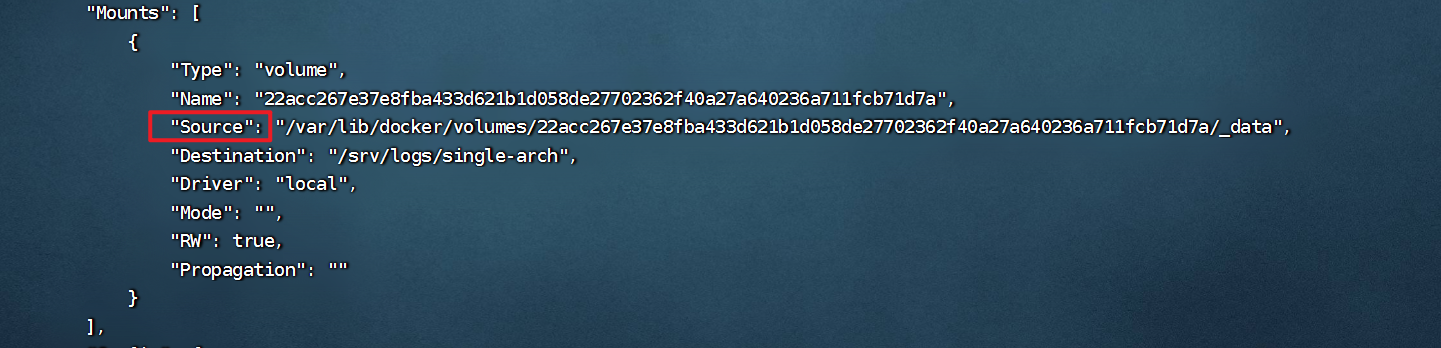 "Mounts": [
{
"Type": "volume",
"Name": "22acc267e37e8fba433d621b1d058de27702362f40a27a640236a711fcb71d7a",
"Source": "/var/lib/docker/volumes/22acc267e37e8fba433d621b1d058de27702362f40a27a640236a711fcb71d7a/_data",
"Destination": "/srv/logs/single-arch",
"Driver": "local",
"Mode": "",
"RW": true,
"Propagation": ""
}
],